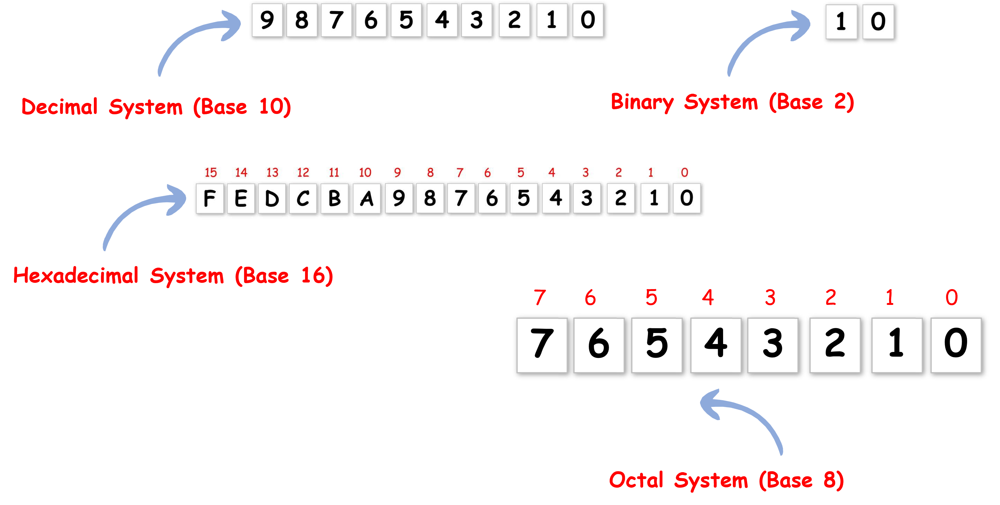 9 8 7 6 5 4 3 2 1 0
1 0
Decimal System (Base 10)
Binary System (Base 2)
15 14 13 12 11 10 9 8 7 6 5 4 3 2 1 0
F E D C B A 9 8 7 6 5 4 3 2 1 0
Hexadecimal System (Base 16)
7 6 5 4 3 2 1 0
7 6 5 4 3 2 1 0
Octal System (Base 8)